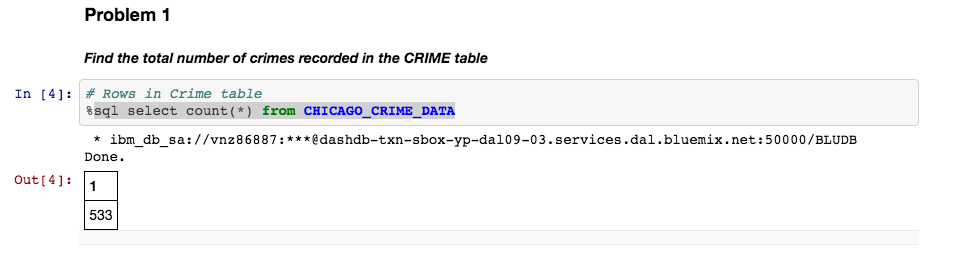 Problem 1
Find the total number of crimes recorded in the CRIME table
In [4]: # Rows in Crime table
%sql select count(*) from CHICAGO_CRIME_DATA
* ibm_db_sa://vnz86887:***@dashdb-txn-sbox-yp-dal09-03.services.dal.bluemix.net:50000/BLUDB
Done.
Out[4]: 1
533